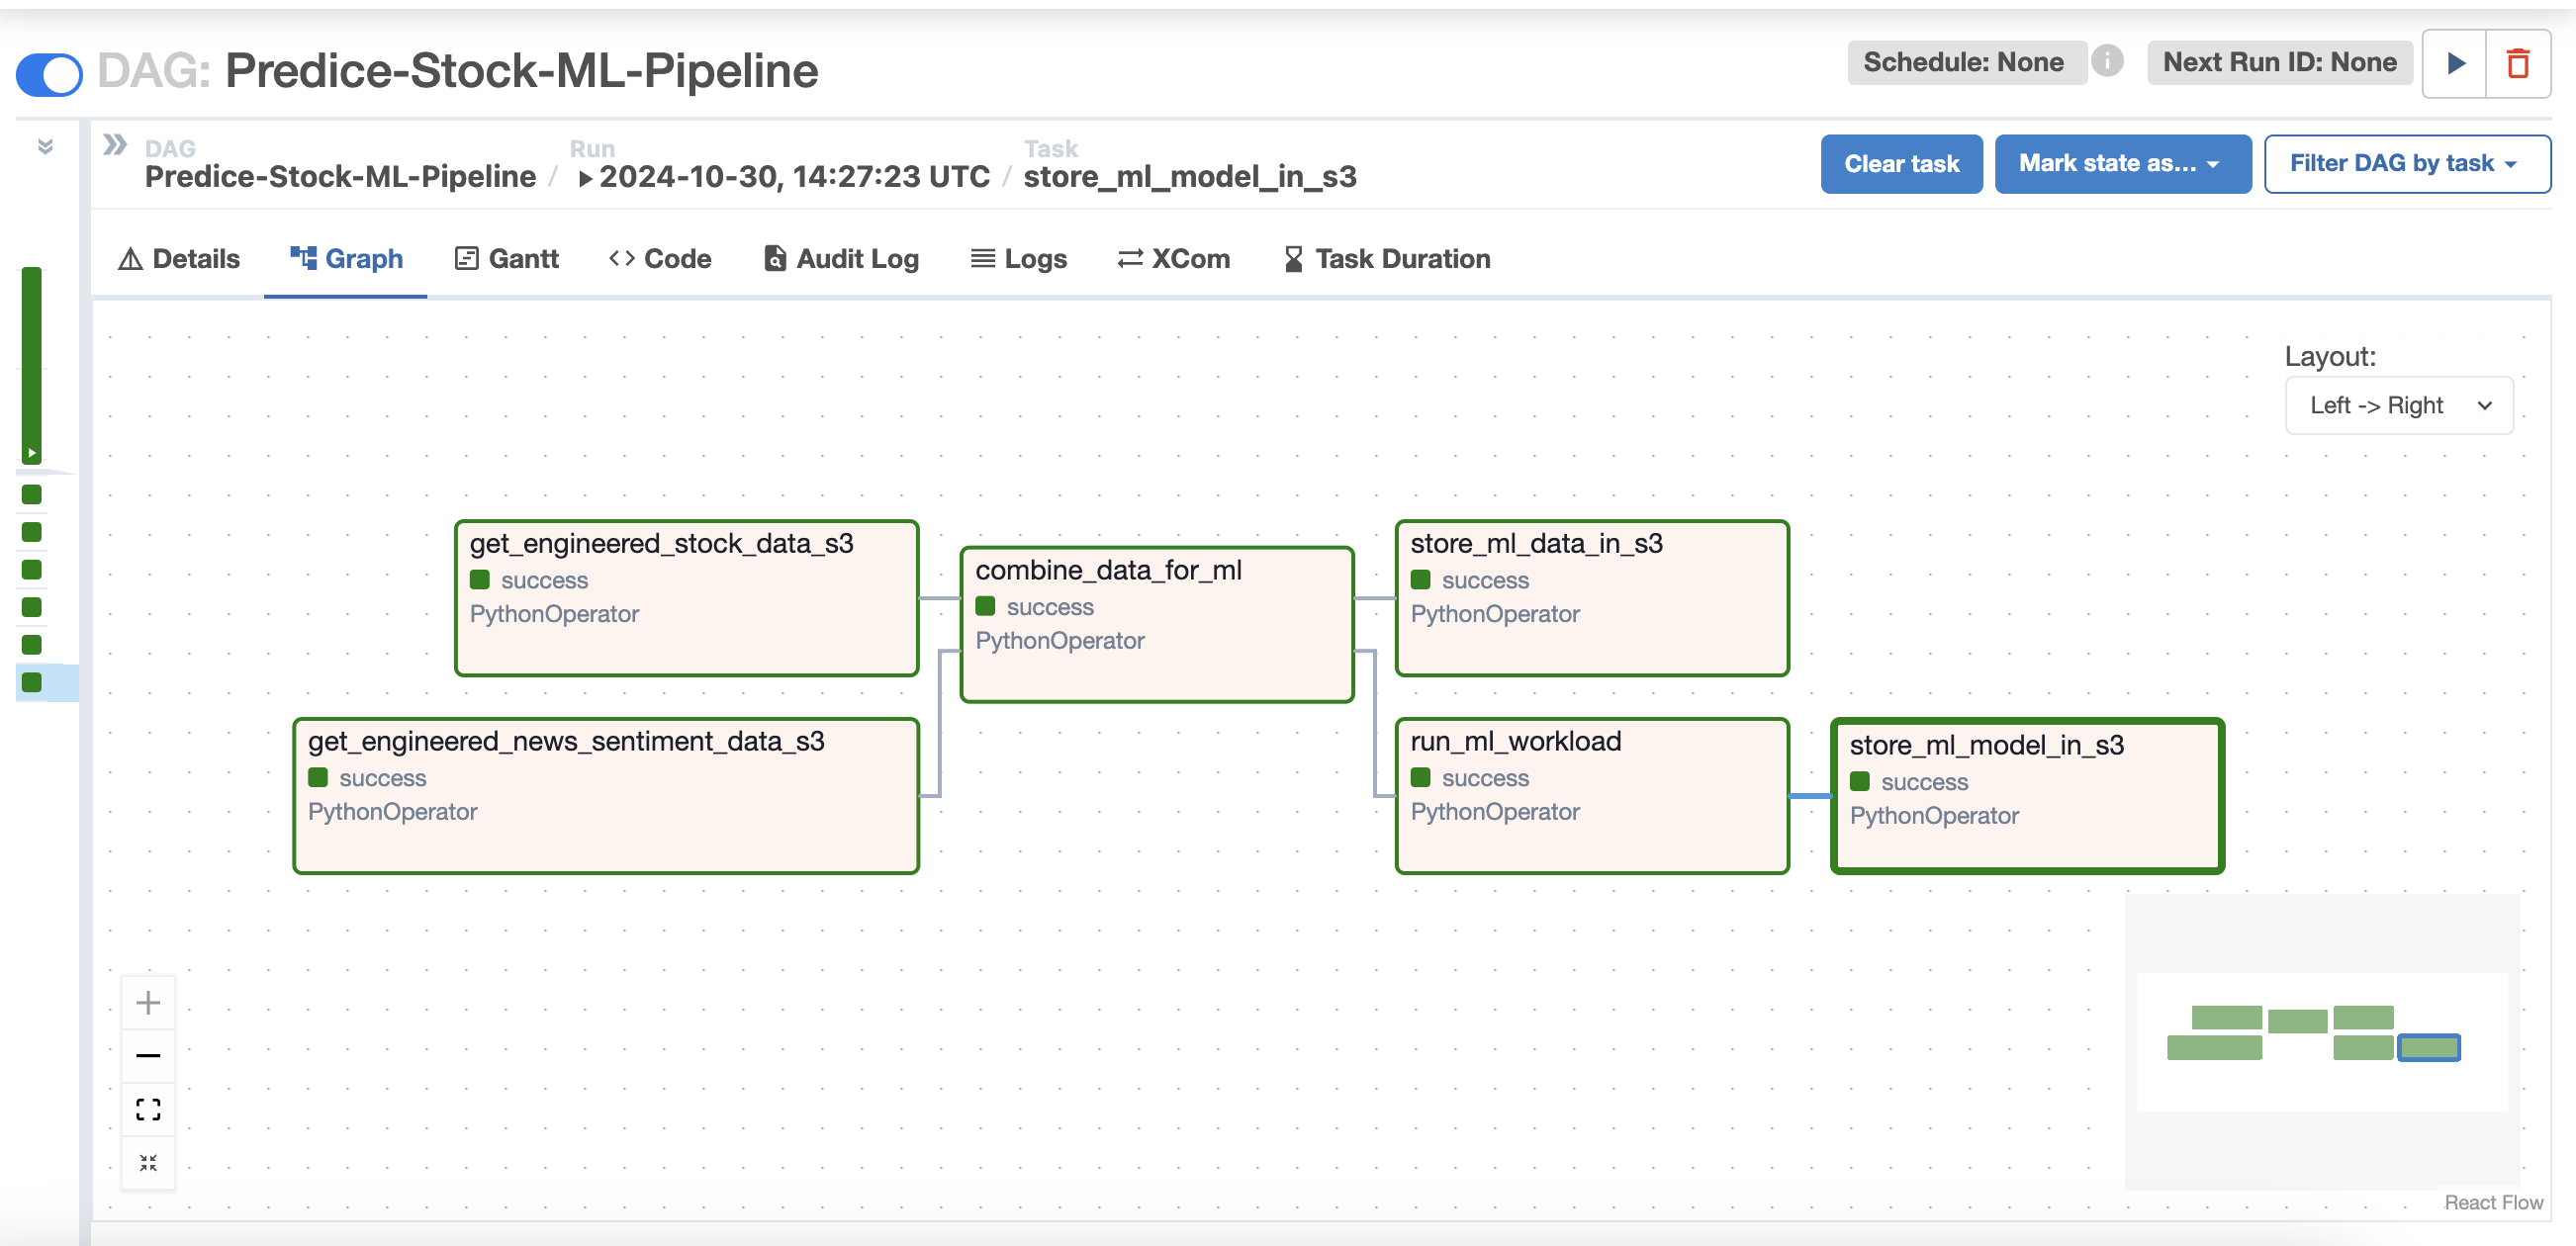 DAG: Predice-Stock-ML-Pipeline
Schedule: None
Next Run ID: None
DAG
Predice-Stock-ML-Pipeline
/
Run
2024-10-30, 14:27:23 UTC
/
Task
store_ml_model_in_s3
Clear task
Mark state as...
Filter DAG by task
Details
Graph
Gantt
Code
Audit Log
Logs
XCom
Task Duration
Layout:
Left -> Right
get_engineered_stock_data_s3
success
PythonOperator
combine_data_for_ml
success
PythonOperator
store_ml_data_in_s3
success
PythonOperator
get_engineered_news_sentiment_data_s3
success
PythonOperator
run_ml_workload
success
PythonOperator
store_ml_model_in_s3
success
PythonOperator
React Flow